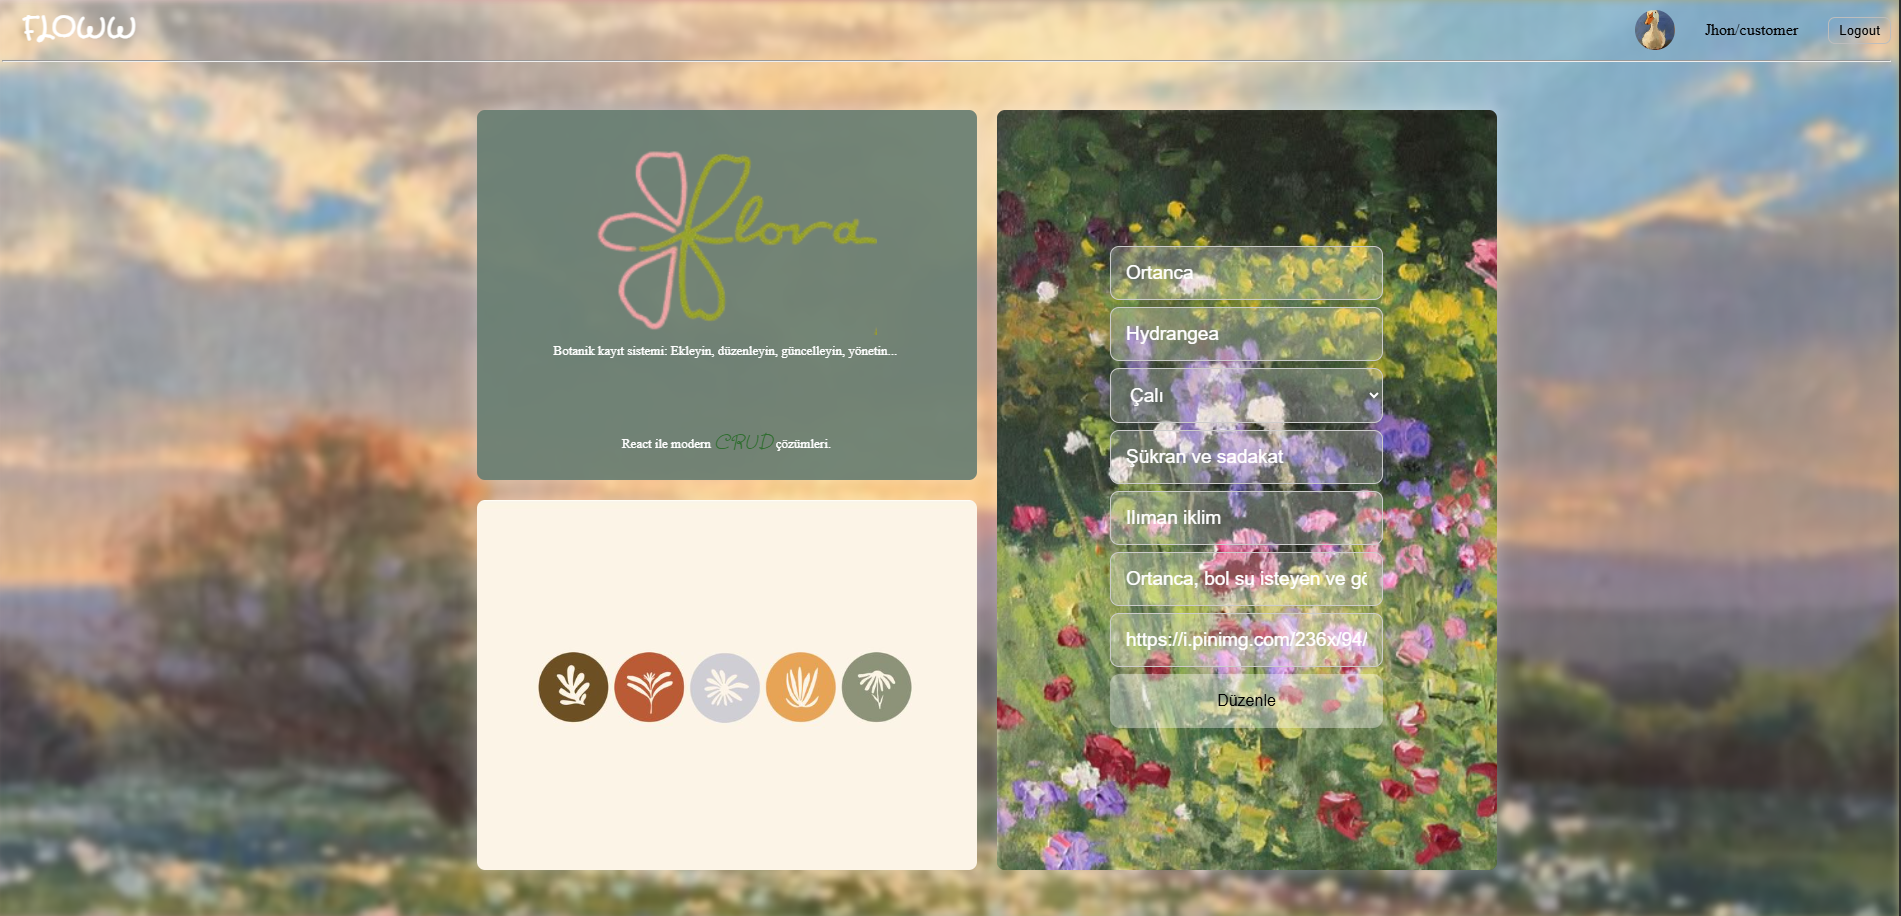 FLOWW
Jhon/customer
Logout
Flora
Botanik kayıt sistemi: Ekleyin, düzenleyin, güncelleyin, yönetin...
React ile modern CRUD çözümleri.
Ortanca
Hydrangea
Çalı
Şükran ve sadakat
Ilıman iklim
Ortanca, bol su isteyen ve gö
https://i.pinimg.com/236x/94/
Düzenle